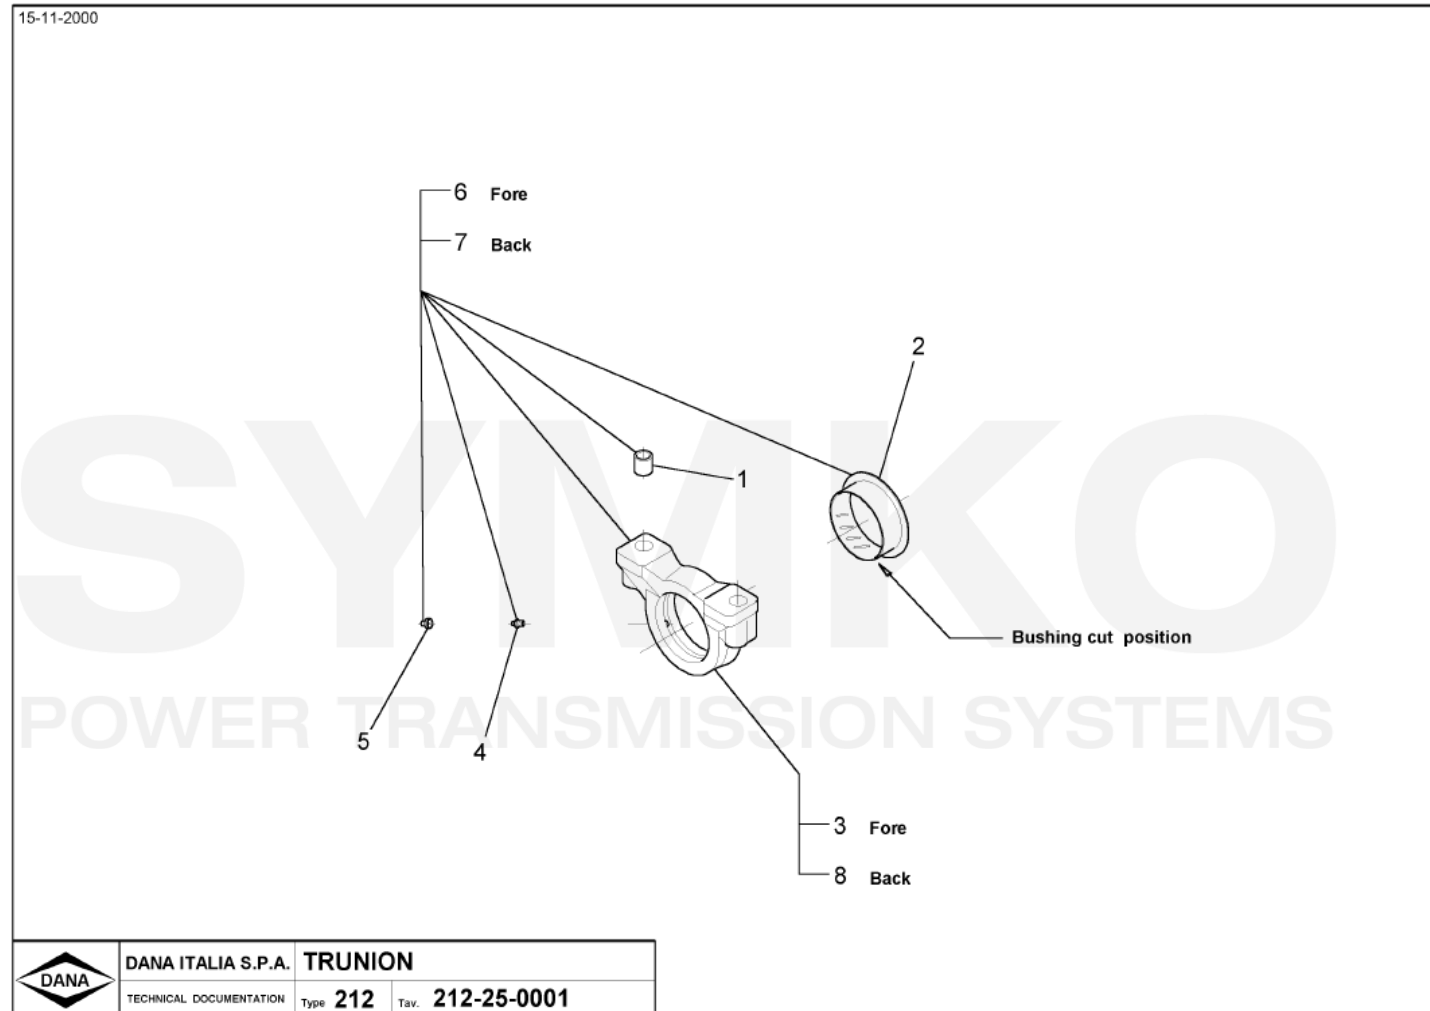 15-11-2000
6 Fore
7 Back
2
1
SYMKO
Bushing cut position
POWER TRANSMISSION SYSTEMS
5
4
3 Fore
8 Back
DANA
DANA ITALIA S.P.A. TRUNION
TECHNICAL DOCUMENTATION Type 212 Tav. 212-25-0001